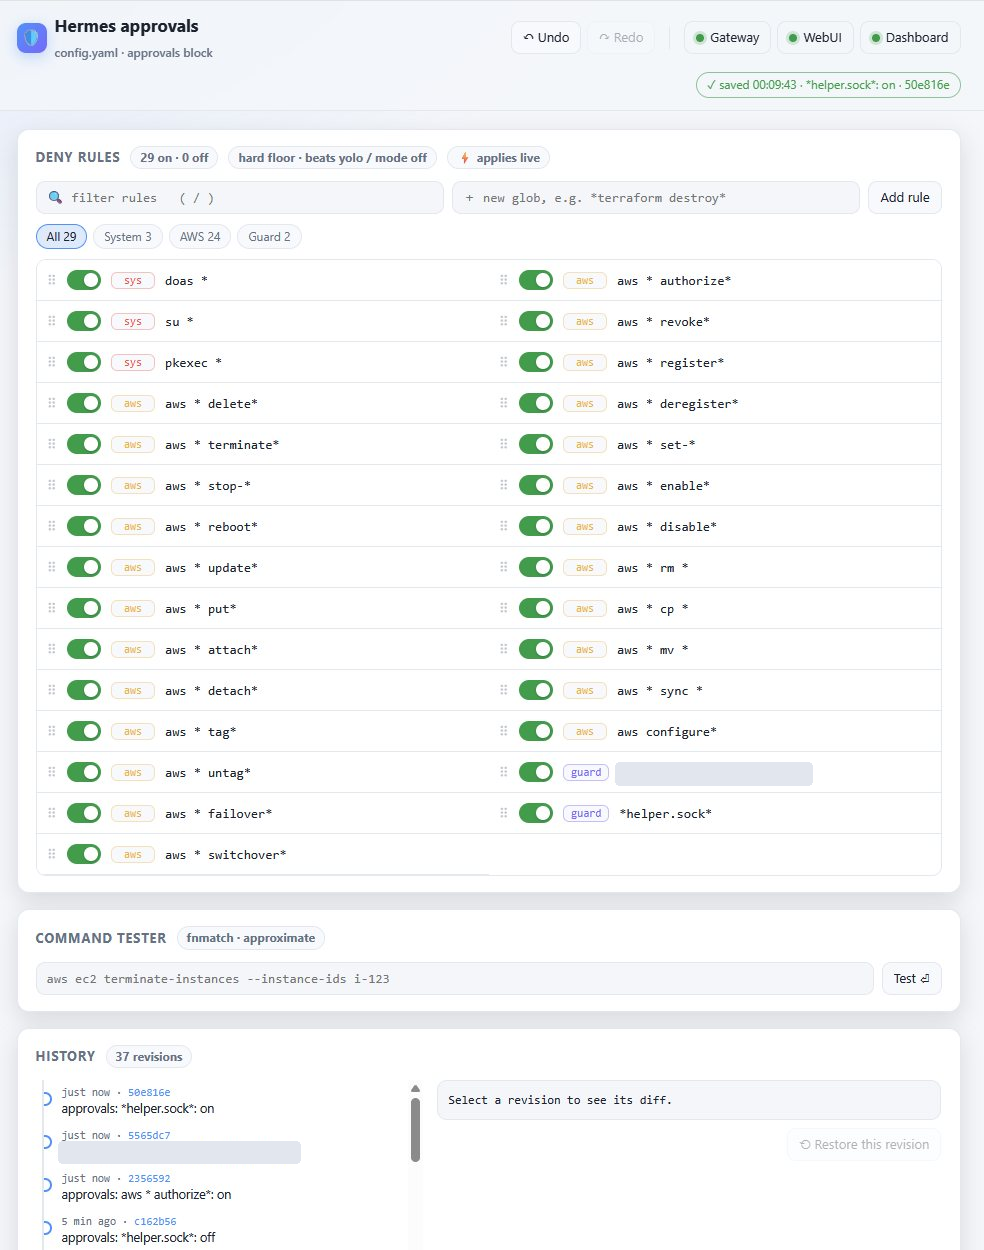 Hermes approvals
config.yaml · approvals block
↶ Undo
↷ Redo
Gateway
WebUI
Dashboard
✓ saved 00:09:43 · *helper.sock*: on · 50e816e
DENY RULES
29 on · 0 off
hard floor · beats yolo / mode off
⚡ applies live
filter rules ( / )
+ new glob, e.g. *terraform destroy*
Add rule
All 29
System 3
AWS 24
Guard 2
sys doas *
sys su *
sys pkexec *
aws aws * delete*
aws aws * terminate*
aws aws * stop-*
aws aws * reboot*
aws aws * update*
aws aws * put*
aws aws * attach*
aws aws * detach*
aws aws * tag*
aws aws * untag*
aws aws * failover*
aws aws * switchover*
aws aws * authorize*
aws aws * revoke*
aws aws * register*
aws aws * deregister*
aws aws * set-*
aws aws * enable*
aws aws * disable*
aws aws * rm *
aws aws * cp *
aws aws * mv *
aws aws * sync *
aws aws configure*
guard
guard *helper.sock*
COMMAND TESTER
fnmatch · approximate
aws ec2 terminate-instances --instance-ids i-123
Test ⏎
HISTORY
37 revisions
just now · 50e816e
approvals: *helper.sock*: on
just now · 5565dc7
just now · 2356592
approvals: aws * authorize*: on
5 min ago · c162b56
approvals: *helper.sock*: off
Select a revision to see its diff.
⟲ Restore this revision